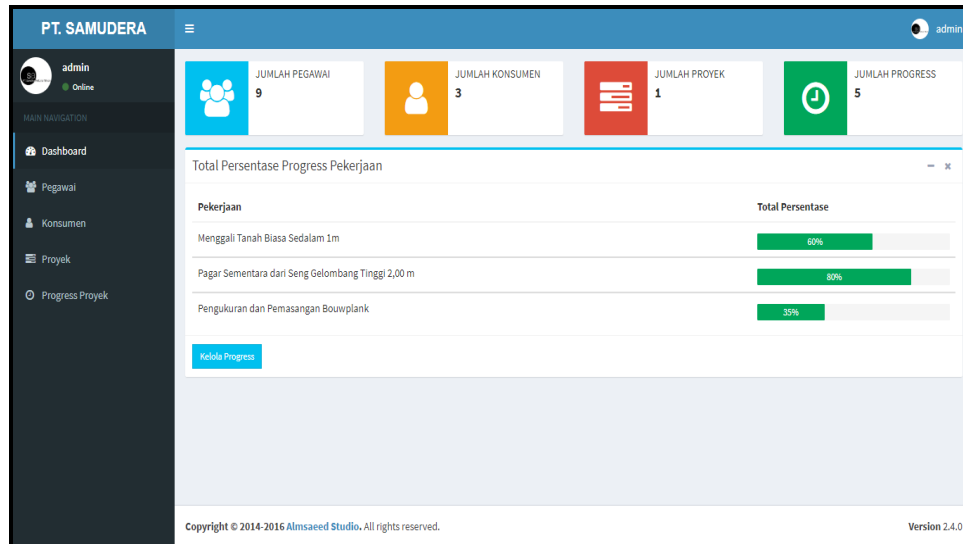 PT. SAMUDERA
admin
admin
Online
MAIN NAVIGATION
Dashboard
Pegawai
Konsumen
Proyek
Progress Proyek
JUMLAH PEGAWAI
9
JUMLAH KONSUMEN
3
JUMLAH PROYEK
1
JUMLAH PROGRESS
5
Total Persentase Progress Pekerjaan
Pekerjaan Total Persentase
Menggali Tanah Biasa Sedalam 1m 60%
Pagar Sementara dari Seng Gelombang Tinggi 2,00 m 80%
Pengukuran dan Pemasangan Bouwplank 35%
Kelola Progress
Copyright © 2014-2016 Almsaeed Studio. All rights reserved. Version 2.4.0